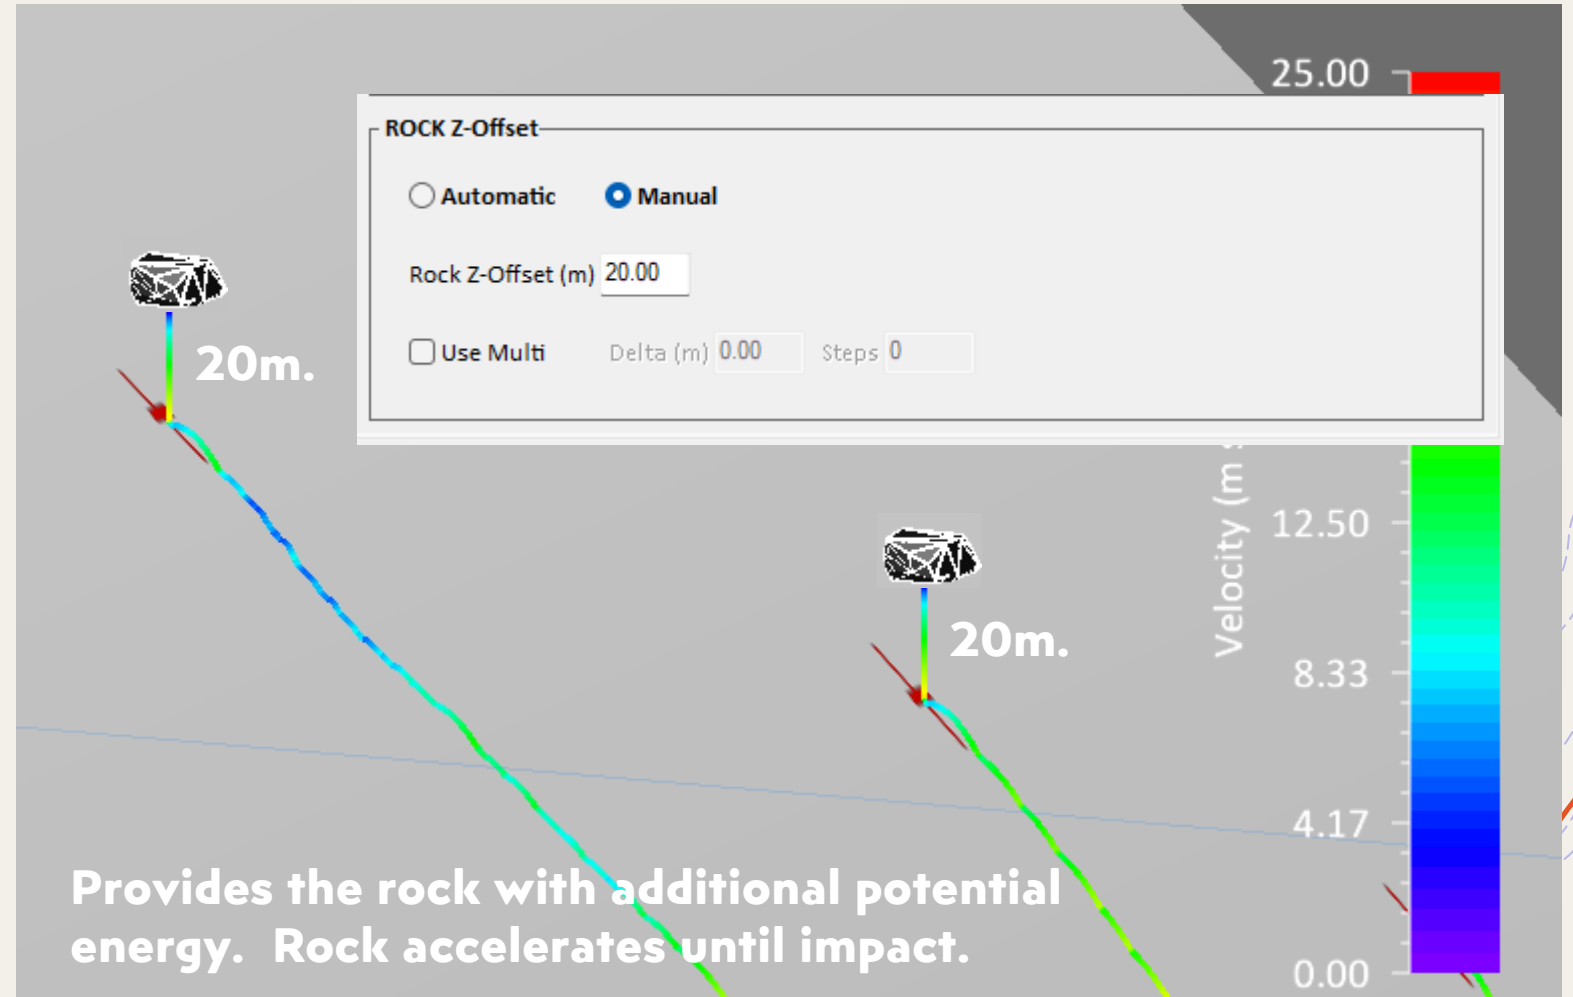 25.00
ROCK Z-Offset
Automatic Manual
Rock Z-Offset (m) 20.00
Use Multi Delta (m) 0.00 Steps 0
20m.
Velocity (m
12.50
20m.
8.33
4.17
Provides the rock with additional potential
energy. Rock accelerates until impact.
0.00